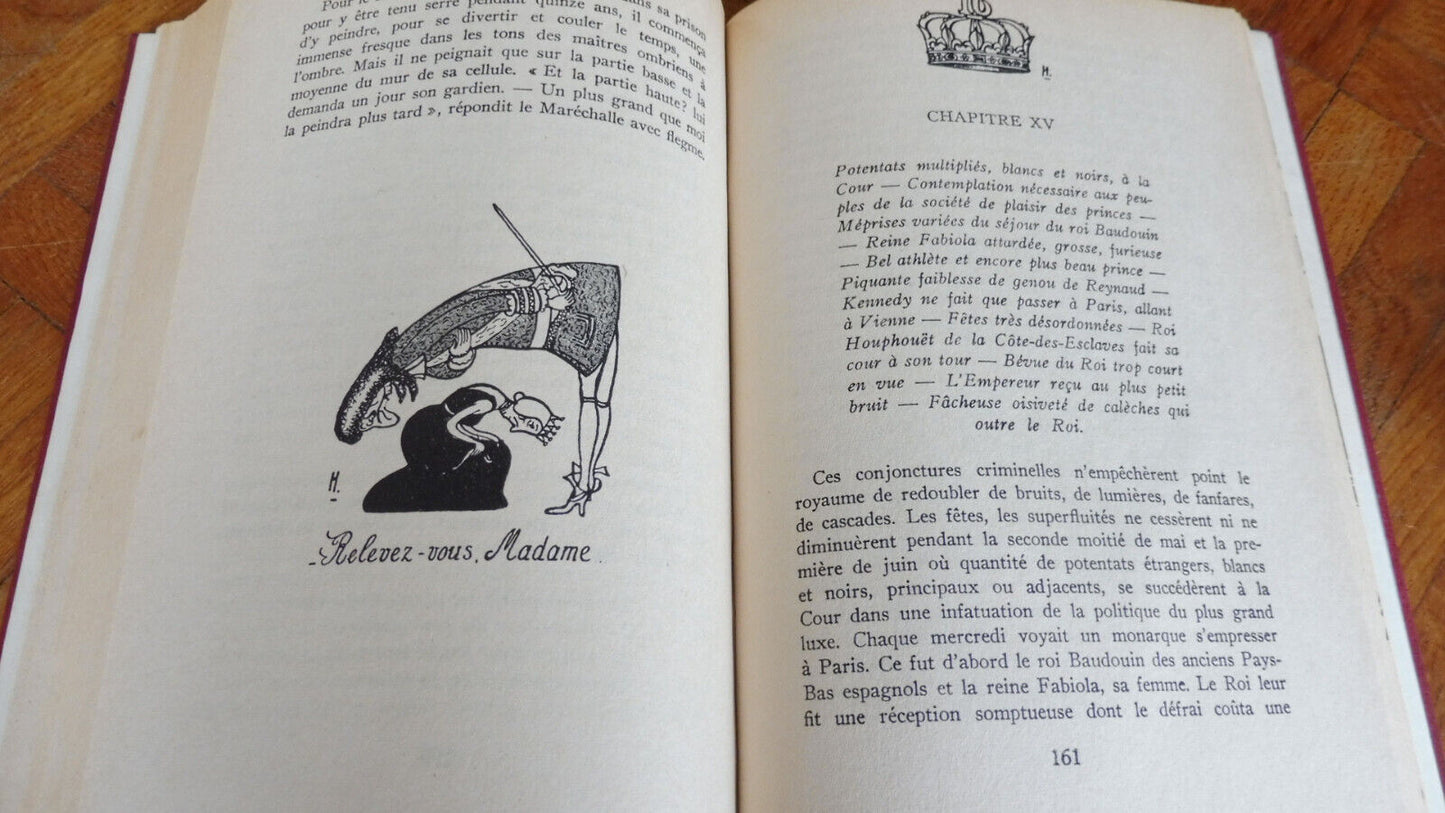 Pour le
dans sa prison
pour y être tenu serré pendant quinze ans, il commença
d'y peindre, pour se divertir et couler le temps, une
immense fresque dans les tons des maîtres ombriens à
l'ombre. Mais il ne peignait que sur la partie basse et la
moyenne du mur de sa cellule. « Et la partie haute? lui
demanda un jour son gardien. — Un plus grand que moi
la peindra plus tard », répondit le Maréchalle avec flegme.
H.
- Relevez-vous, Madame.
H.
CHAPITRE XV
Potentats multipliés, blancs et noirs, à la
Cour — Contemplation nécessaire aux peu-
ples de la société de plaisir des princes —
Méprises variées du séjour du roi Baudouin
— Reine Fabiola attardée, grosse, furieuse
— Bel athlète et encore plus beau prince —
Piquante faiblesse de genou de Reynaud —
Kennedy ne fait que passer à Paris, allant
à Vienne — Fêtes très désordonnées — Roi
Houphouët de la Côte-des-Esclaves fait sa
cour à son tour — Bévue du Roi trop court
en vue — L'Empereur reçu au plus petit
bruit — Fâcheuse oisiveté de calèches qui
outre le Roi.
Ces conjonctures criminelles n'empêchèrent point le
royaume de redoubler de bruits, de lumières, de fanfares,
de cascades. Les fêtes, les superfluités ne cessèrent ni ne
diminuèrent pendant la seconde moitié de mai et la pre-
mière de juin où quantité de potentats étrangers, blancs
et noirs, principaux ou adjacents, se succédèrent à la
Cour dans une infatuation de la politique du plus grand
luxe. Chaque mercredi voyait un monarque s'empresser
à Paris. Ce fut d'abord le roi Baudouin des anciens Pays-
Bas espagnols et la reine Fabiola, sa femme. Le Roi leur
fit une réception somptueuse dont le défrai coûta une
161